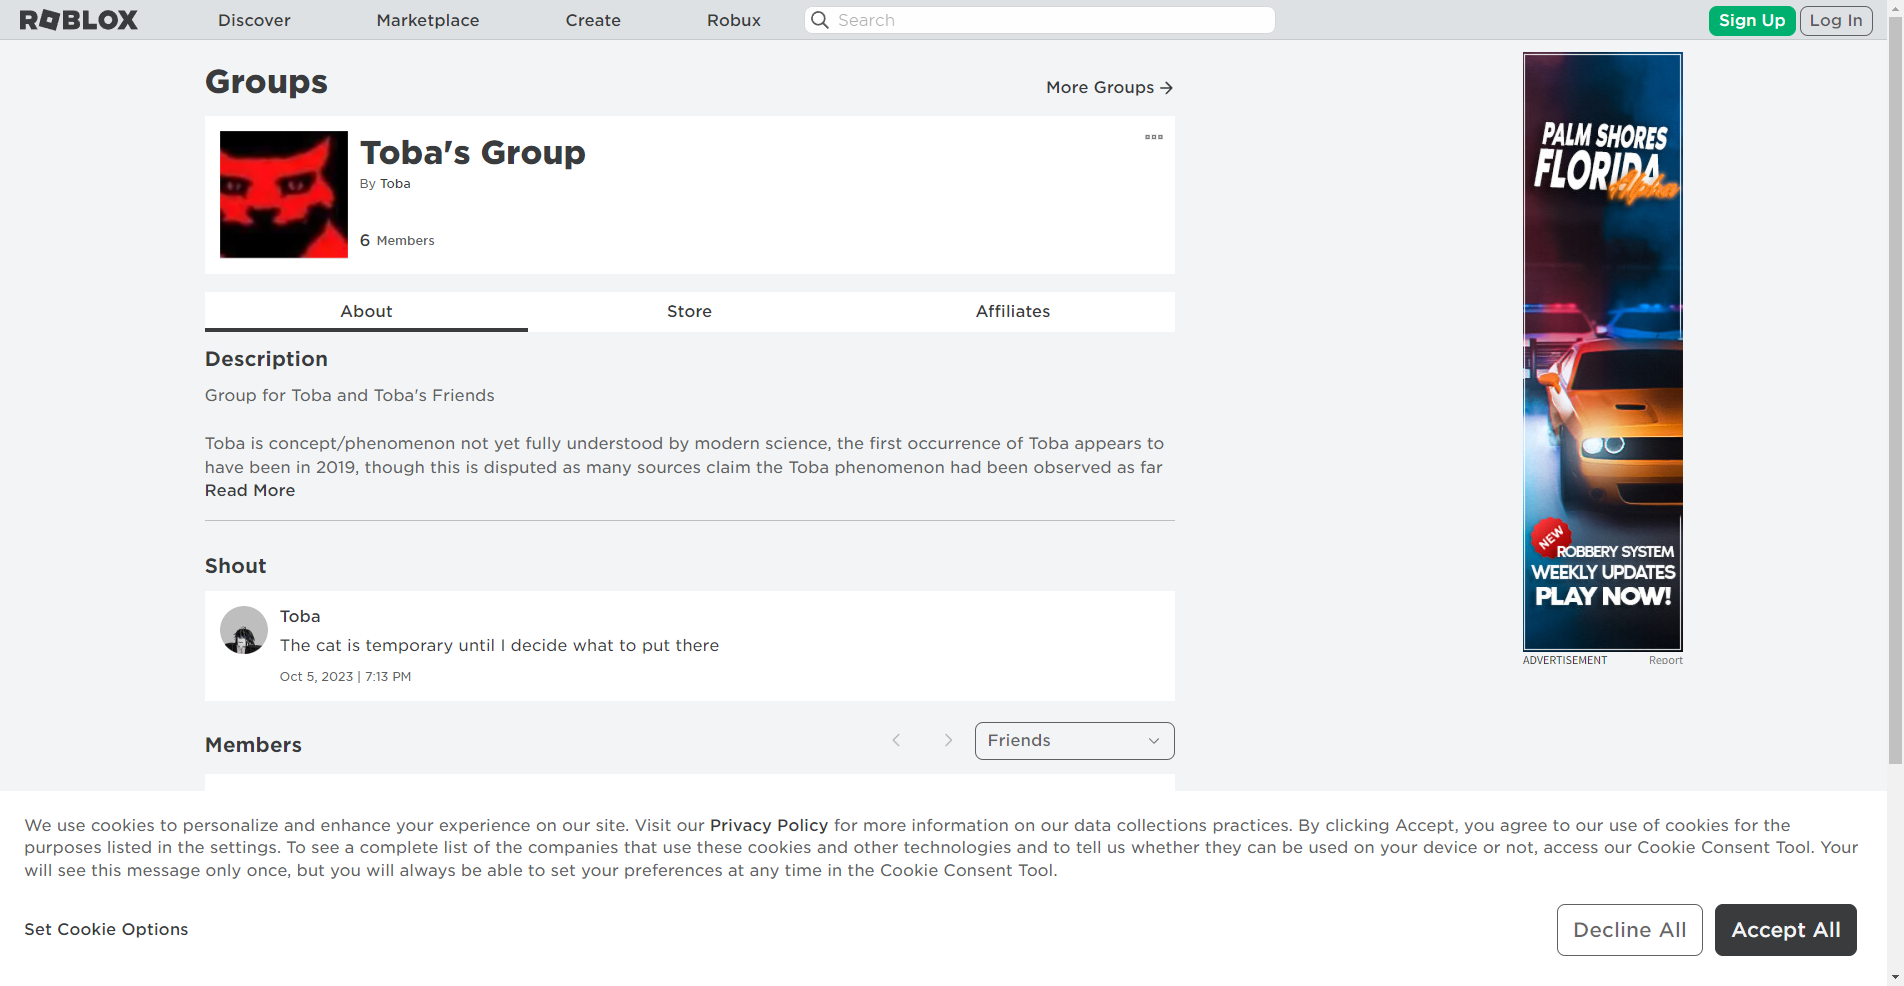 ROBLOX
Discover
Marketplace
Create
Robux
Search
Sign Up
Log In
Groups
More Groups
Toba's Group
By Toba
6 Members
About
Store
Affiliates
Description
Group for Toba and Toba's Friends
Toba is concept/phenomenon not yet fully understood by modern science, the first occurrence of Toba appears to
have been in 2019, though this is disputed as many sources claim the Toba phenomenon had been observed as far
Read More
Shout
Toba
The cat is temporary until I decide what to put there
Oct 5, 2023 | 7:13 PM
Members
Friends
PALM SHORES
FLORIDA
Alpha
NEW
ROBBERY SYSTEM
WEEKLY UPDATES
PLAY NOW!
ADVERTISEMENT
Report
We use cookies to personalize and enhance your experience on our site. Visit our Privacy Policy for more information on our data collections practices. By clicking Accept, you agree to our use of cookies for the
purposes listed in the settings. To see a complete list of the companies that use these cookies and other technologies and to tell us whether they can be used on your device or not, access our Cookie Consent Tool. Your
will see this message only once, but you will always be able to set your preferences at any time in the Cookie Consent Tool.
Set Cookie Options
Decline All
Accept All